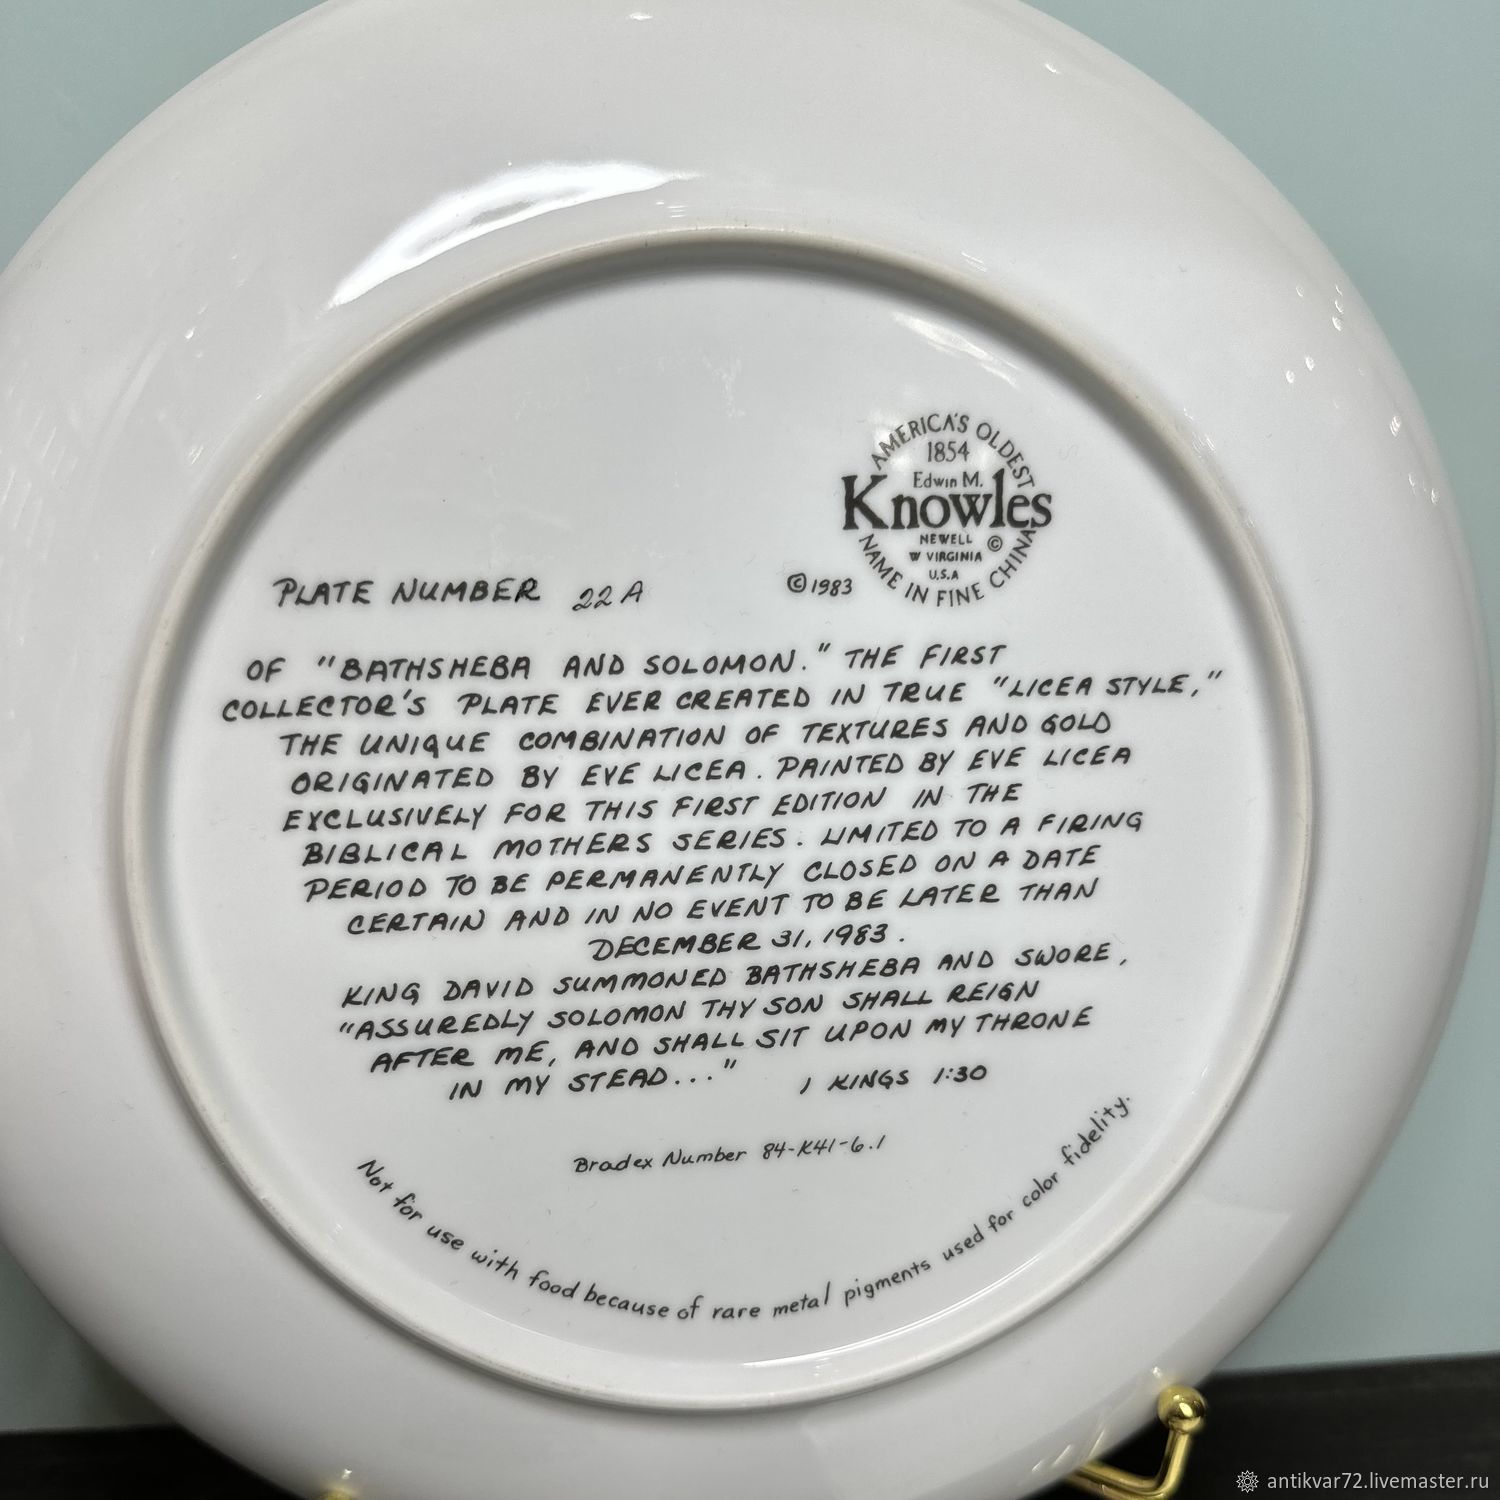 AMERICA'S OLDEST
1854
Edwin M.
Knowles
NEWELL
W VIRGINIA ©
U.S.A
NAME IN FINE CHINA
PLATE NUMBER 22A
©1983
OF "BATHSHEBA AND SOLOMON." THE FIRST
COLLECTOR'S PLATE EVER CREATED IN TRUE "LICEA STYLE,"
THE UNIQUE COMBINATION OF TEXTURES AND GOLD
ORIGINATED BY EVE LICEA. PAINTED BY EVE LICEA
EXCLUSIVELY FOR THIS FIRST EDITION IN THE
BIBLICAL MOTHERS SERIES. LIMITED TO A FIRING
PERIOD TO BE PERMANENTLY CLOSED ON A DATE
CERTAIN AND IN NO EVENT TO BE LATER THAN
DECEMBER 31, 1983.
KING DAVID SUMMONED BATHSHEBA AND SWORE,
"ASSUREDLY SOLOMON THY SON SHALL REIGN
AFTER ME, AND SHALL SIT UPON MY THRONE
IN MY STEAD..." 1 KINGS 1:30
Bradex Number 84-K41-6.1
Not for use with food because of rare metal pigments used for color fidelity.
antikvar72.livemaster.ru